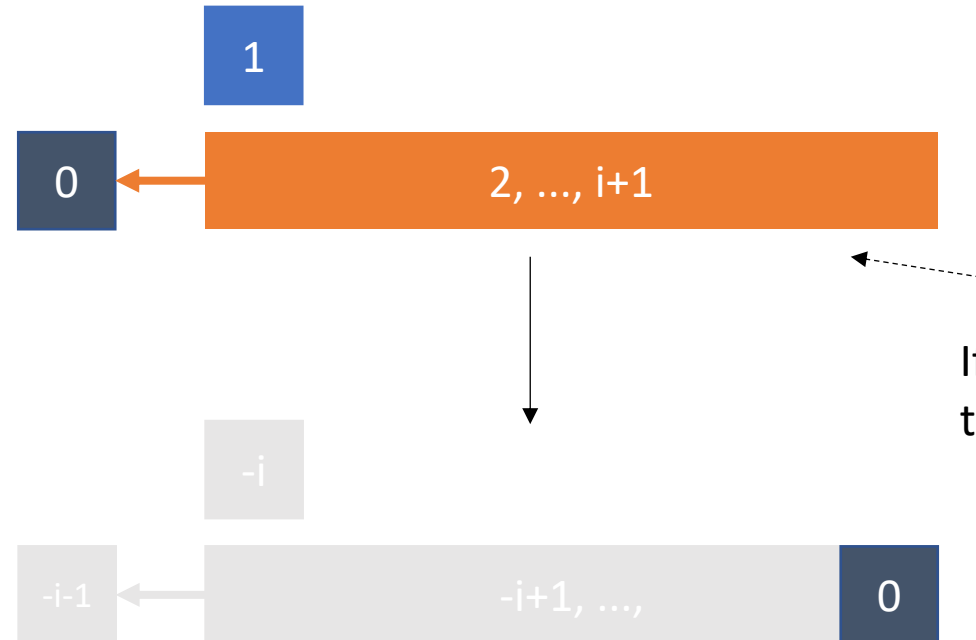 1
0
2, ..., i+1
-i
-i-1
-i+1, ...,
0